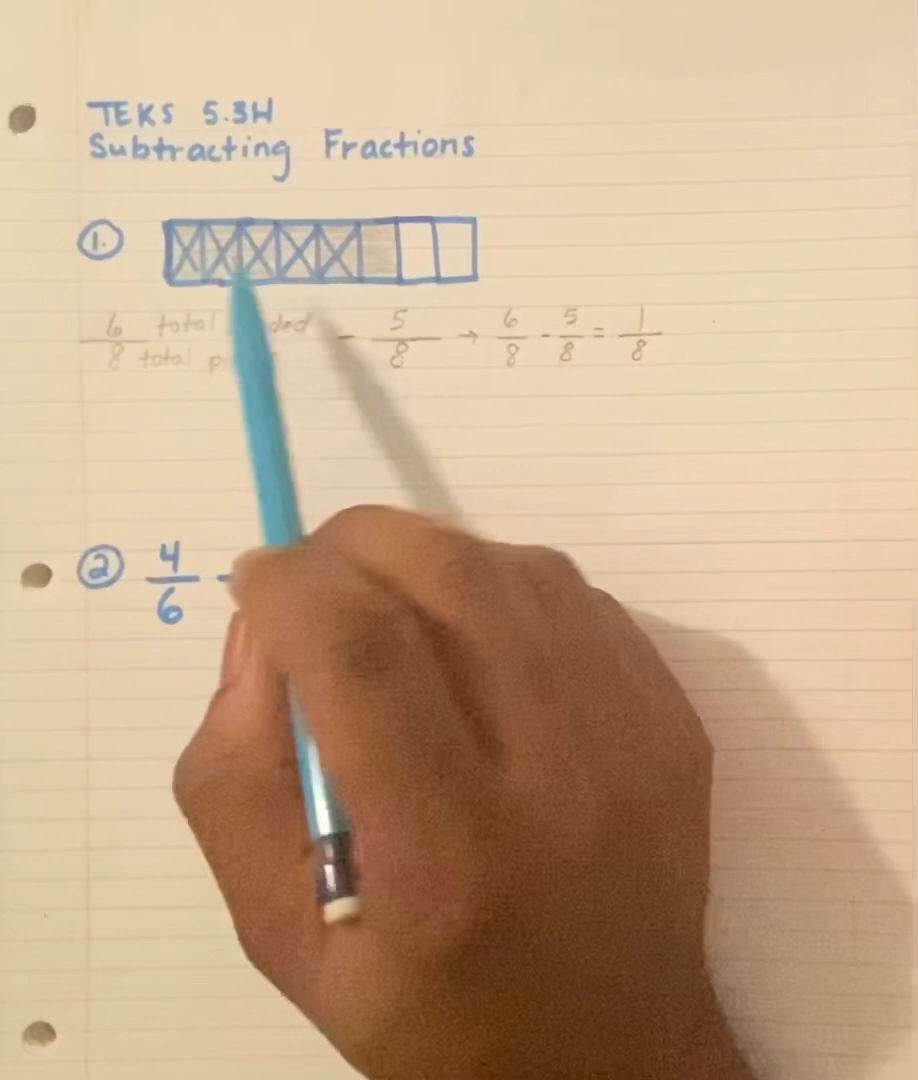 TEKS 5.3H
Subtracting Fractions
1.
6/8 total - 5/8 → 6/8 - 5/8 = 1/8
total
2 4/6 -